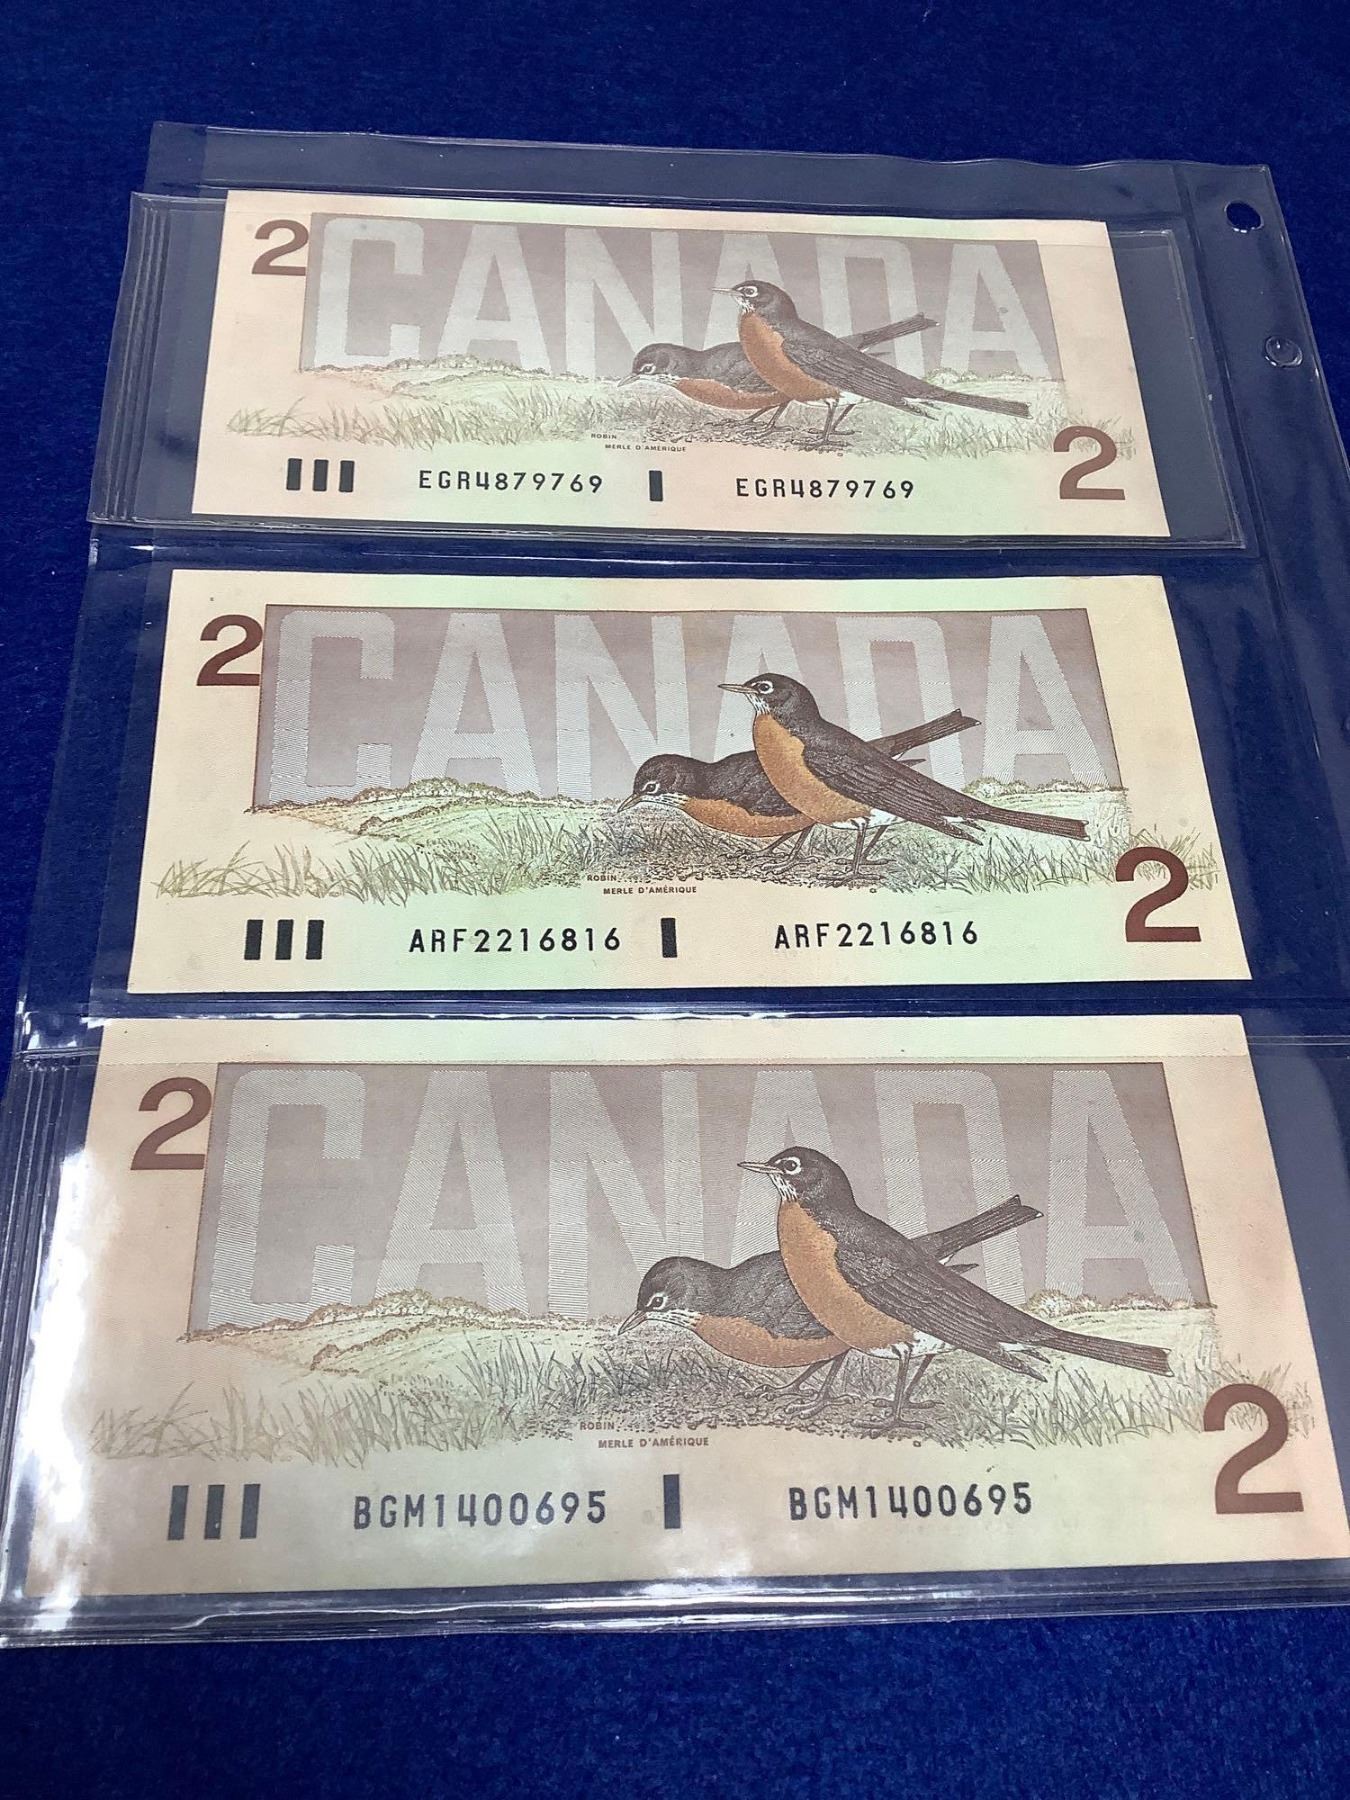 2 CANADA
ROBIN
MERLE D'AMÉRIQUE
EGR4879769 EGR4879769 2
2 CANADA
ROBIN
MERLE D'AMÉRIQUE
ARF2216816 ARF2216816 2
2 CANADA
ROBIN
MERLE D'AMÉRIQUE
BGM1400695 BGM1400695 2